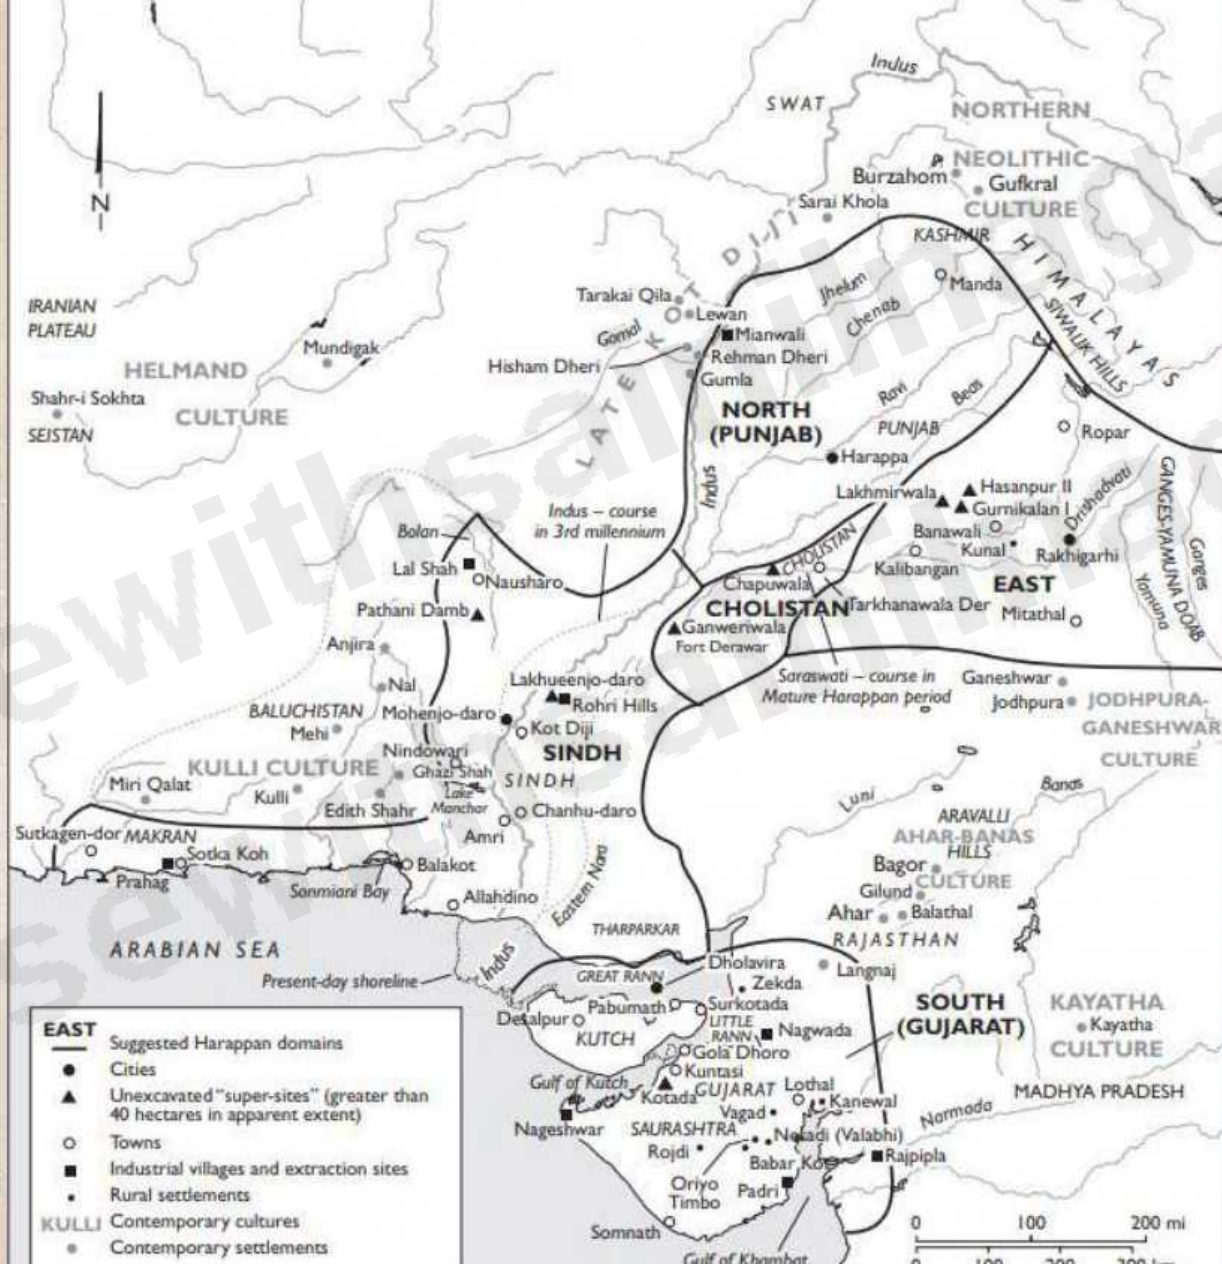 Indus
SWAT
NORTHERN
NEOLITHIC
Burzahom
Gufkral
CULTURE
Sarai Khola
N
KASHMIR
HIMALAYAS
SIWALIK HILLS
Manda
Jhelum
Chenab
LATE KOT DIJI
IRANIAN
PLATEAU
Tarakai Qila
Lewan
Mianwali
Gomal
Rehman Dheri
Hisham Dheri
Gumla
Mundigak
HELMAND
CULTURE
Shahr-i Sokhta
SEISTAN
NORTH
(PUNJAB)
Ravi
Beas
PUNJAB
Ropar
Harappa
Indus
Lakhmirwala
Hasanpur II
Gurnikalan I
Drishadvati
GANGES-YAMUNA DOAB
Ganges
Yamuna
Indus – course
in 3rd millennium
Bolan
Banawali
Kunal
Rakhigarhi
Kalibangan
CHOLISTAN
Lal Shah
Nausharo
Chapuwala
EAST
CHOLISTAN
Tarkhanawala Der
Mitathal
Pathani Damb
Ganweriwala
Fort Derawar
Anjira
Saraswati – course in
Mature Harappan period
Ganeshwar
Jodhpura
JODHPURA-
GANESHWAR
CULTURE
Lakhueenjo-daro
Rohri Hills
Nal
BALUCHISTAN
Mohenjo-daro
Kot Diji
Mehi
SINDH
Nindowari
KULLI CULTURE
Ghazi Shah
SINDH
Miri Qalat
Kulli
Edith Shahr
Lake
Manchar
Chanhu-daro
Amri
Luni
Banas
ARAVALLI
HILLS
AHAR-BANAS
CULTURE
Bagor
Gilund
Ahar
Balathal
RAJASTHAN
Sutkagen-dor
MAKRAN
Sotka Koh
Prahag
Sonmiani Bay
Balakot
Allahdino
Eastern Nara
THARPARKAR
ARABIAN SEA
Present-day shoreline
Indus
GREAT RANN
Dholavira
Langnaj
Zekda
Pabumath
Surkotada
Desalpur
KUTCH
LITTLE
RANN
Nagwada
SOUTH
(GUJARAT)
KAYATHA
Kayatha
CULTURE
Gola Dhoro
Kuntasi
Gulf of Kutch
Kotada
GUJARAT
Lothal
Kanewal
MADHYA PRADESH
Narmada
Nageshwar
Vagad
SAURASHTRA
Nesadi (Valabhi)
Rojdi
Babar Kot
Rajpipla
Oriyo
Timbo
Padri
Somnath
Gulf of Khambat
EAST
Suggested Harappan domains
Cities
Unexcavated "super-sites" (greater than
40 hectares in apparent extent)
Towns
Industrial villages and extraction sites
Rural settlements
KULLI Contemporary cultures
Contemporary settlements
0 100 200 mi
0 100 200 km